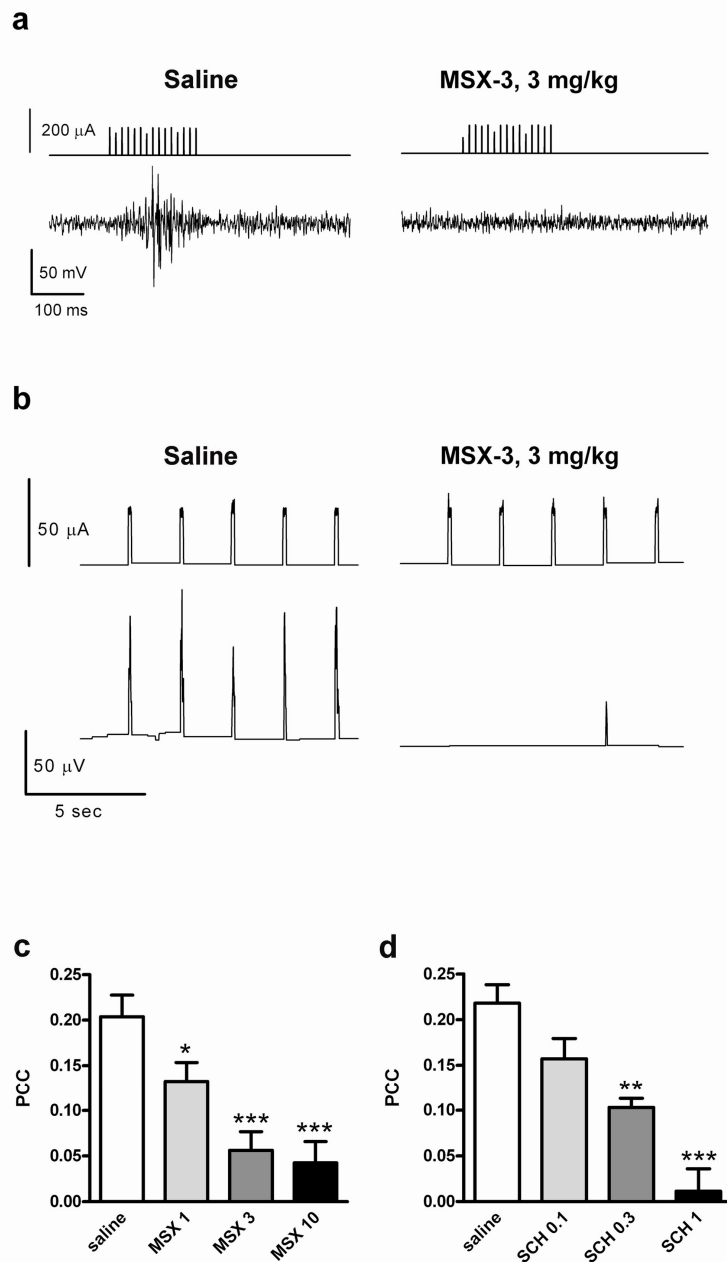 a
Saline MSX-3, 3 mg/kg
200 μA
50 mV
100 ms
b
Saline MSX-3, 3 mg/kg
50 μA
50 μV
5 sec
c
0.25
0.20
0.15
0.10
0.05
0.00
PCC
*
***
***
saline
MSX 1
MSX 3
MSX 10
d
0.25
0.20
0.15
0.10
0.05
0.00
PCC
**
***
saline
SCH 0.1
SCH 0.3
SCH 1